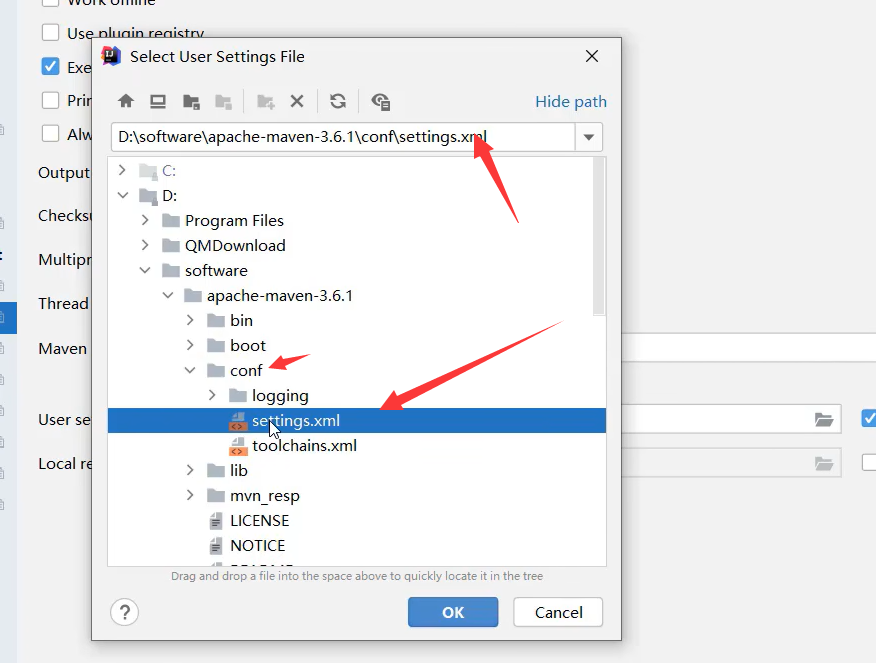 Work offline
Use plugin registry
Select User Settings File
Exe
Prin
Hide path
Alw
D:\software\apache-maven-3.6.1\conf\settings.xml
Output
C:
D:
Checksu
Program Files
QMDownload
Multipr
software
Thread
apache-maven-3.6.1
bin
Maven
boot
conf
logging
User se
settings.xml
toolchains.xml
Local re
lib
mvn_resp
LICENSE
NOTICE
Drag and drop a file into the space above to quickly locate it in the tree
?
OK
Cancel